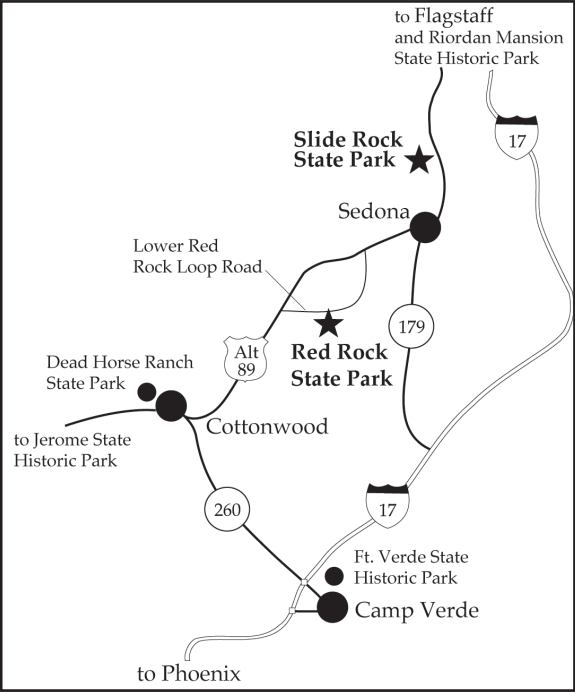 to Flagstaff
and Riordan Mansion
State Historic Park
17
Slide Rock
State Park
Sedona
Lower Red
Rock Loop Road
179
Alt
89
Red Rock
State Park
Dead Horse Ranch
State Park
Cottonwood
to Jerome State
Historic Park
260
17
Ft. Verde State
Historic Park
Camp Verde
to Phoenix